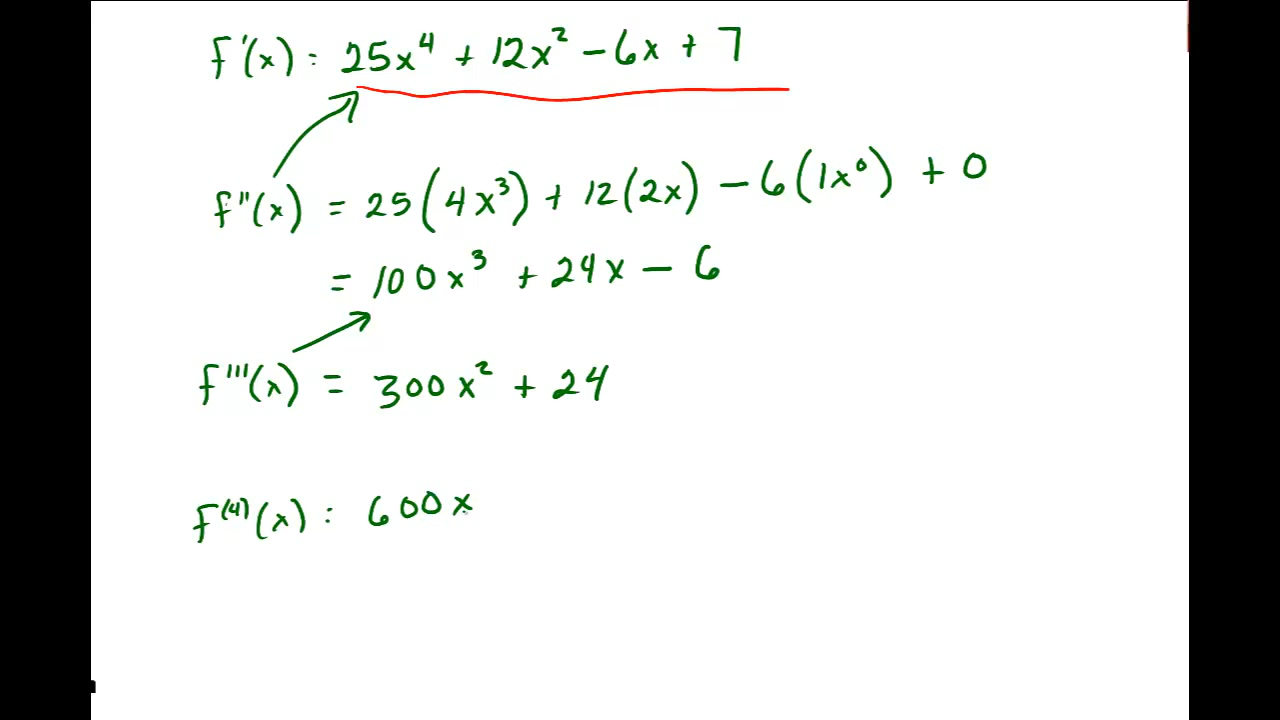 f'(x) = 25x⁴ + 12x² − 6x + 7
f''(x) = 25(4x³) + 12(2x) − 6(1x⁰) + 0
= 100x³ + 24x − 6
f'''(x) = 300x² + 24
f⁽⁴⁾(x) = 600x